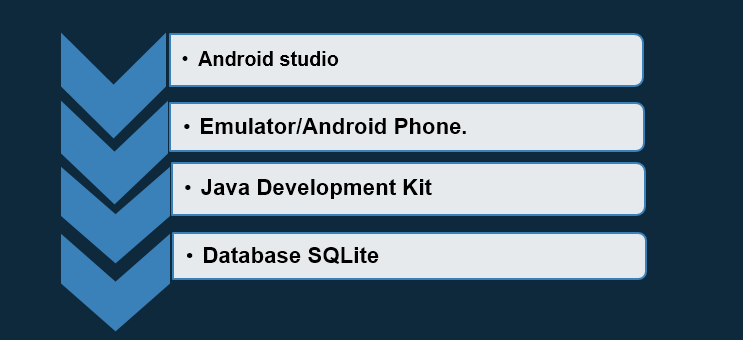 • Android studio
• Emulator/Android Phone.
• Java Development Kit
• Database SQLite